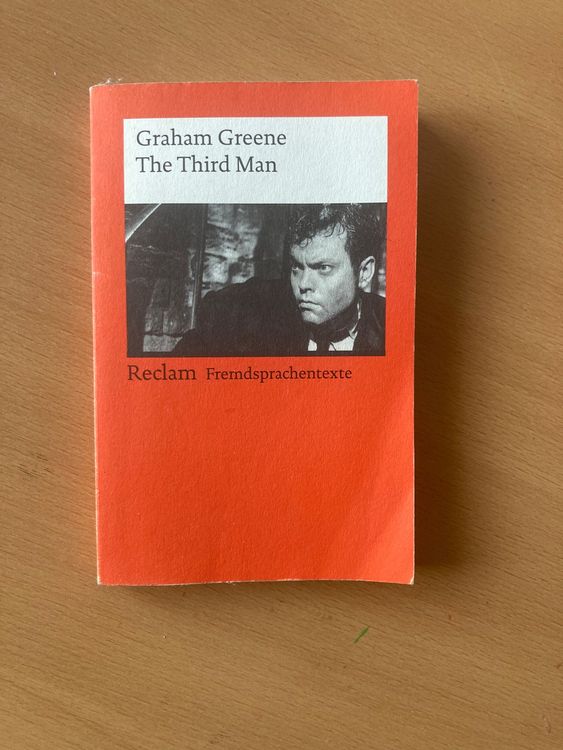 Graham Greene
The Third Man
Reclam Fremdsprachentexte